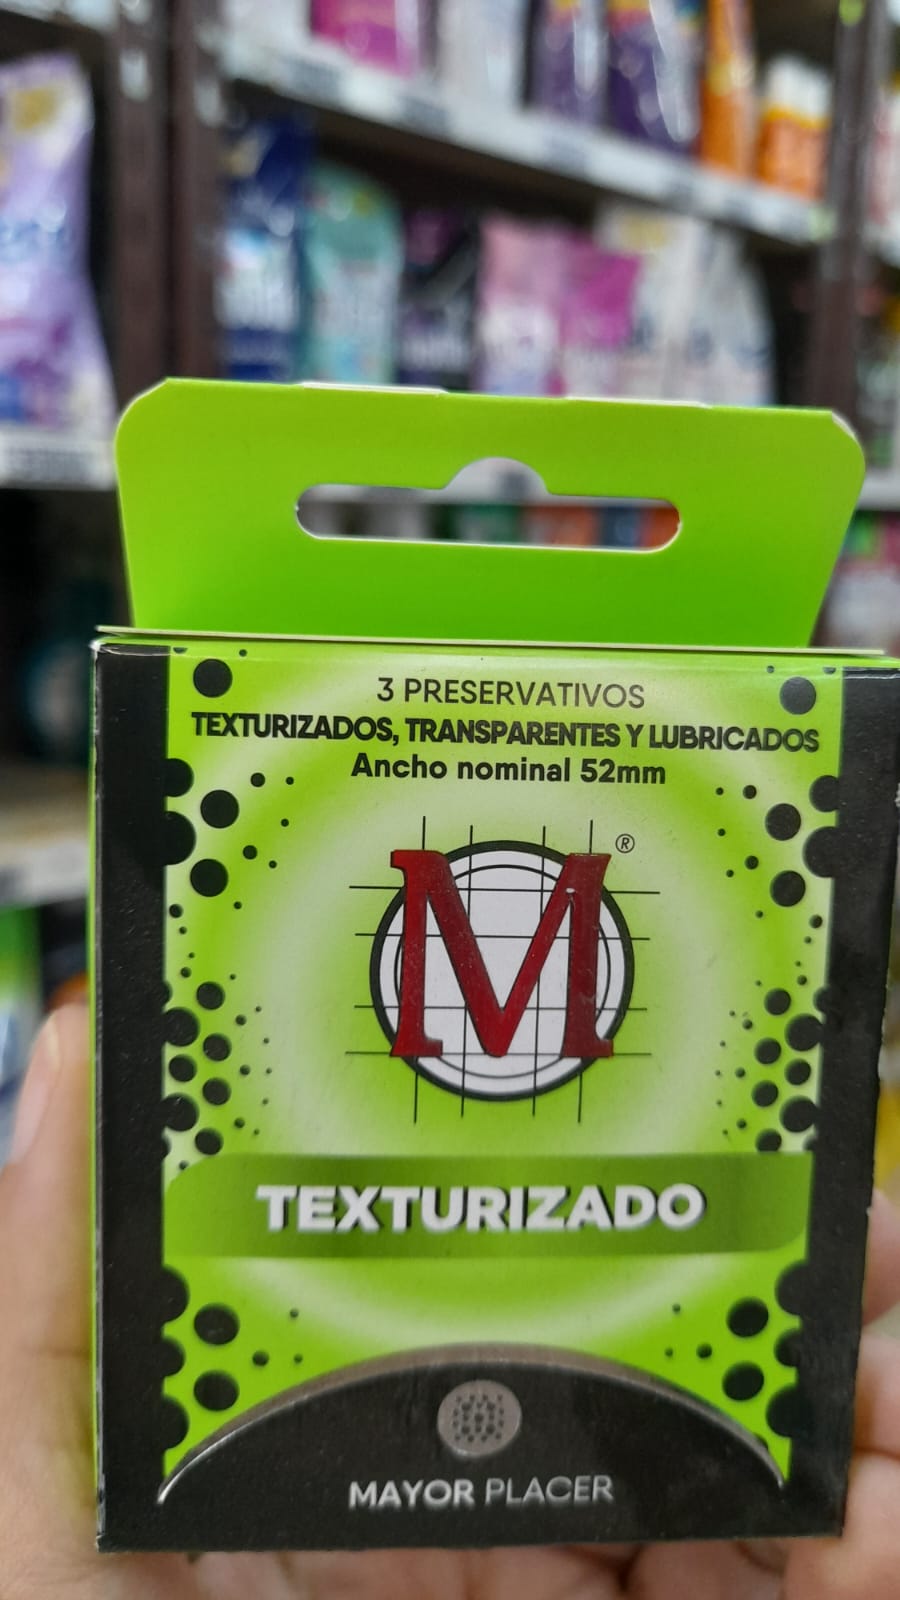 3 PRESERVATIVOS
TEXTURIZADOS, TRANSPARENTES Y LUBRICADOS
Ancho nominal 52mm
M®
TEXTURIZADO
MAYOR PLACER